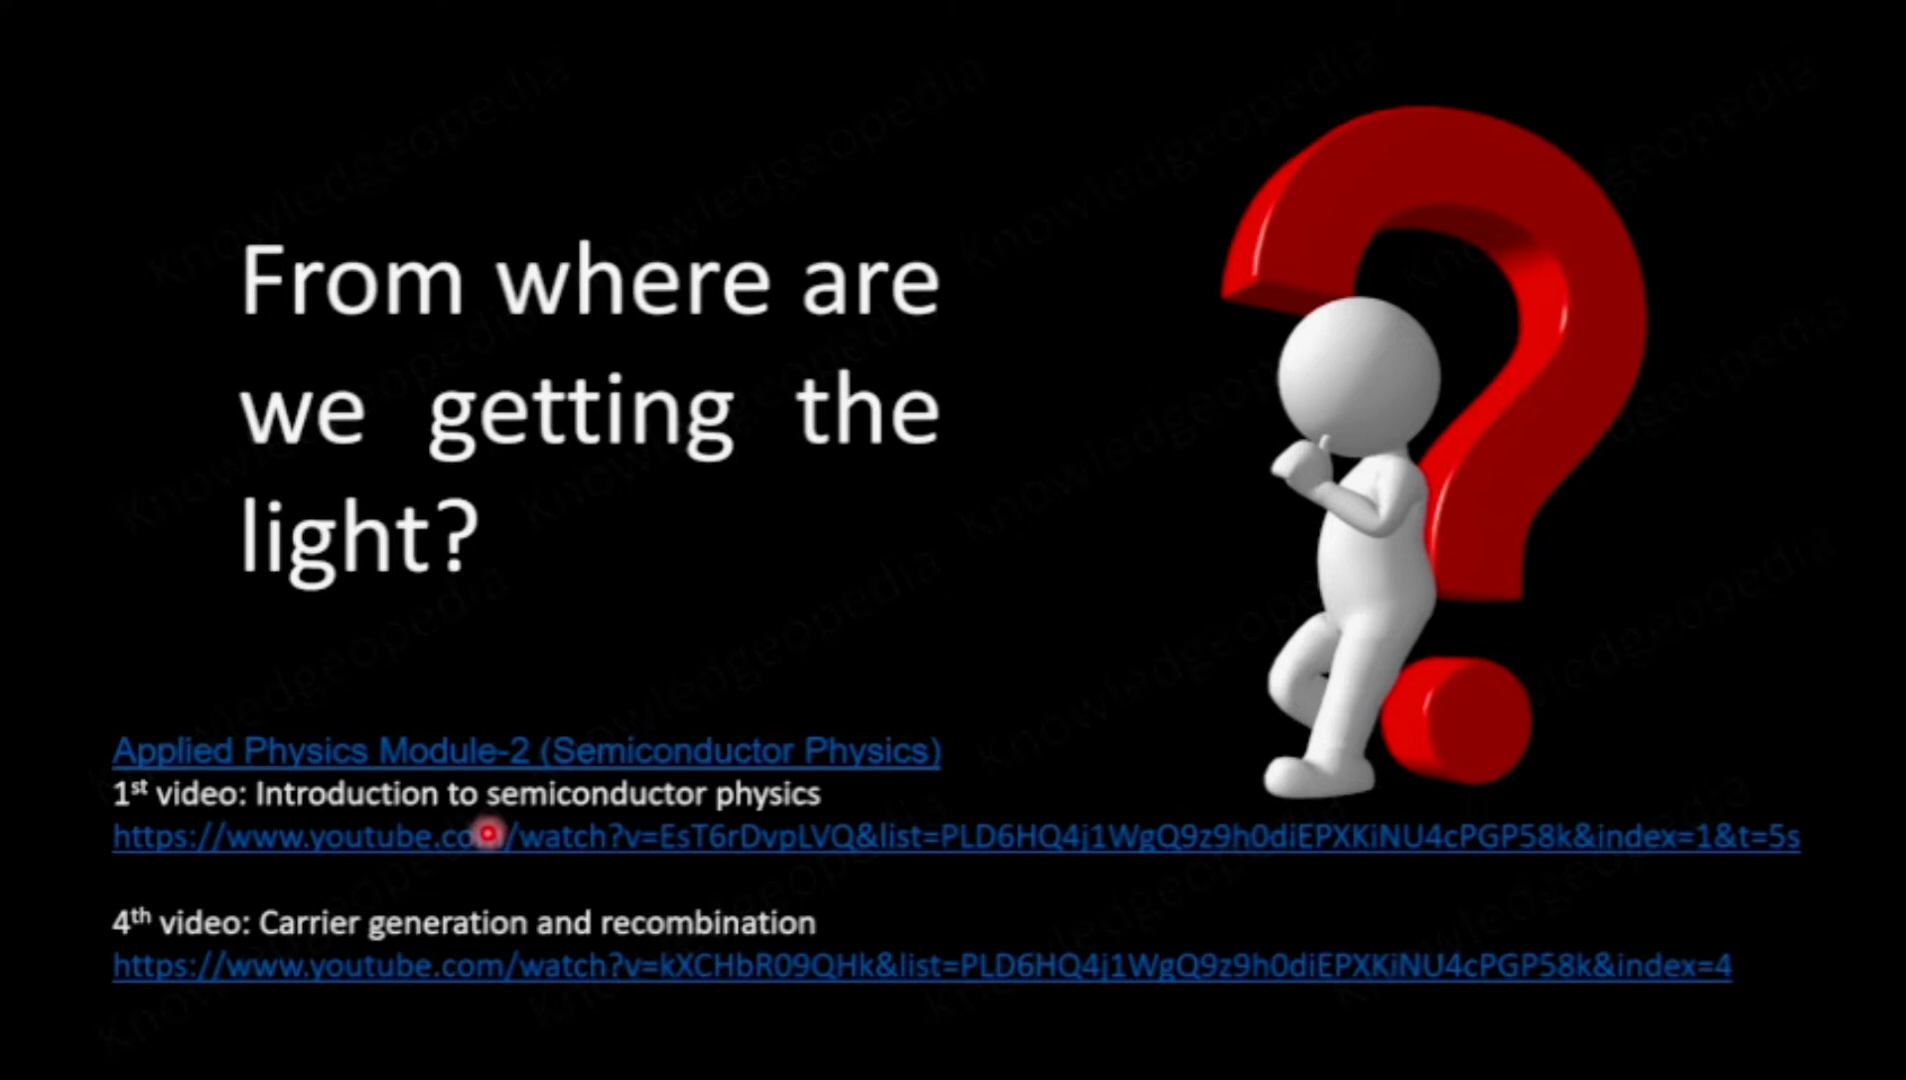 From where are
we getting the
light?
Applied Physics Module-2 (Semiconductor Physics)
1st video: Introduction to semiconductor physics
https://www.youtube.co/watch?v=EsT6rDvpLVQ&list=PLD6HQ4j1WgQ9z9h0diEPXKiNU4cPGP58k&index=1&t=5s
4th video: Carrier generation and recombination
https://www.youtube.com/watch?v=kXCHbR09QHk&list=PLD6HQ4j1WgQ9z9h0diEPXKiNU4cPGP58k&index=4
Knowledgeopedia